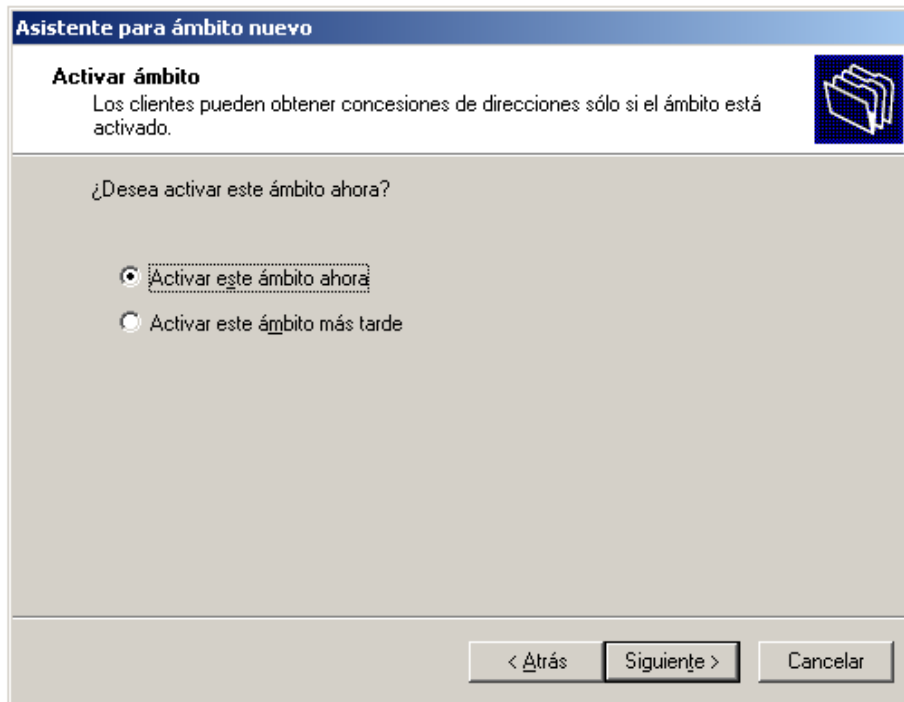 Asistente para ámbito nuevo
Activar ámbito
Los clientes pueden obtener concesiones de direcciones sólo si el ámbito está
activado.
¿Desea activar este ámbito ahora?
Activar este ámbito ahora
Activar este ámbito más tarde
< Atrás Siguiente > Cancelar